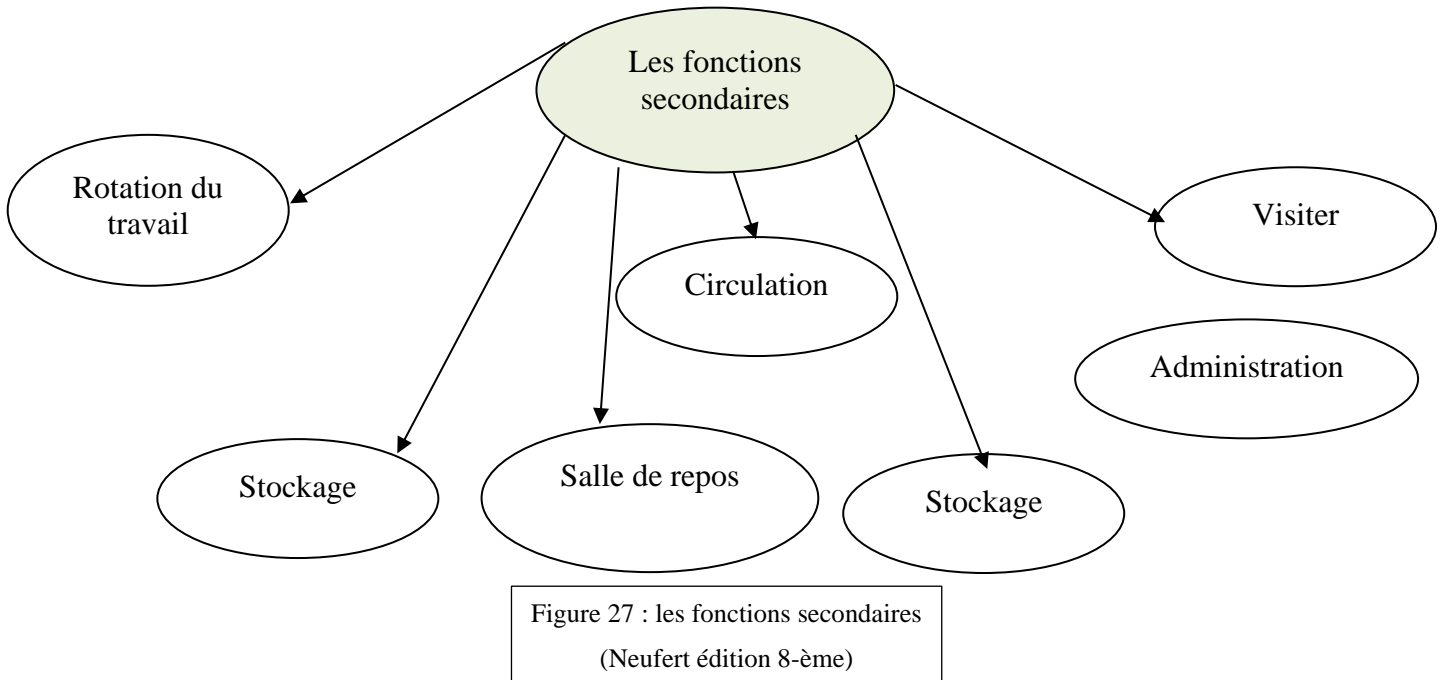 Les fonctions
secondaires
Rotation du
travail
Visiter
Circulation
Administration
Stockage
Salle de repos
Stockage
Figure 27 : les fonctions secondaires
(Neufert édition 8-ème)